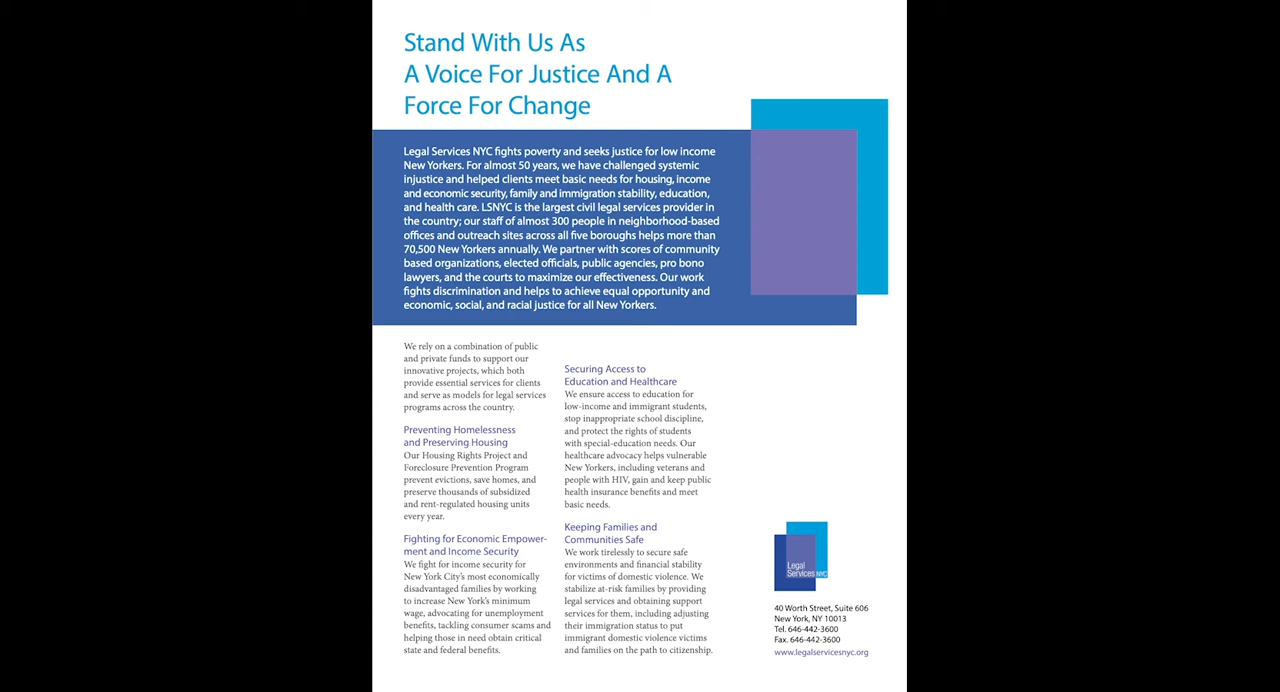 Stand With Us As
A Voice For Justice And A
Force For Change
Legal Services NYC fights poverty and seeks justice for low income
New Yorkers. For almost 50 years, we have challenged systemic
injustice and helped clients meet basic needs for housing, income
and economic security, family and immigration stability, education,
and health care. LSNYC is the largest civil legal services provider in
the country; our staff of almost 300 people in neighborhood-based
offices and outreach sites across all five boroughs helps more than
70,500 New Yorkers annually. We partner with scores of community
based organizations, elected officials, public agencies, pro bono
lawyers, and the courts to maximize our effectiveness. Our work
fights discrimination and helps to achieve equal opportunity and
economic, social, and racial justice for all New Yorkers.
We rely on a combination of public
and private funds to support our
innovative projects, which both
provide essential services for clients
and serve as models for legal services
programs across the country.
Preventing Homelessness
and Preserving Housing
Our Housing Rights Project and
Foreclosure Prevention Program
prevent evictions, save homes, and
preserve thousands of subsidized
and rent-regulated housing units
every year.
Fighting for Economic Empower-
ment and Income Security
We fight for income security for
New York City's most economically
disadvantaged families by working
to increase New York's minimum
wage, advocating for unemployment
benefits, tackling consumer scams and
helping those in need obtain critical
state and federal benefits.
Securing Access to
Education and Healthcare
We ensure access to education for
low-income and immigrant students,
stop inappropriate school discipline,
and protect the rights of students
with special-education needs. Our
healthcare advocacy helps vulnerable
New Yorkers, including veterans and
people with HIV, gain and keep public
health insurance benefits and meet
basic needs.
Keeping Families and
Communities Safe
We work tirelessly to secure safe
environments and financial stability
for victims of domestic violence. We
stabilize at-risk families by providing
legal services and obtaining support
services for them, including adjusting
their immigration status to put
immigrant domestic violence victims
and families on the path to citizenship.
Legal
Services NYC
40 Worth Street, Suite 606
New York, NY 10013
Tel. 646-442-3600
Fax. 646-442-3600
www.legalservicesnyc.org